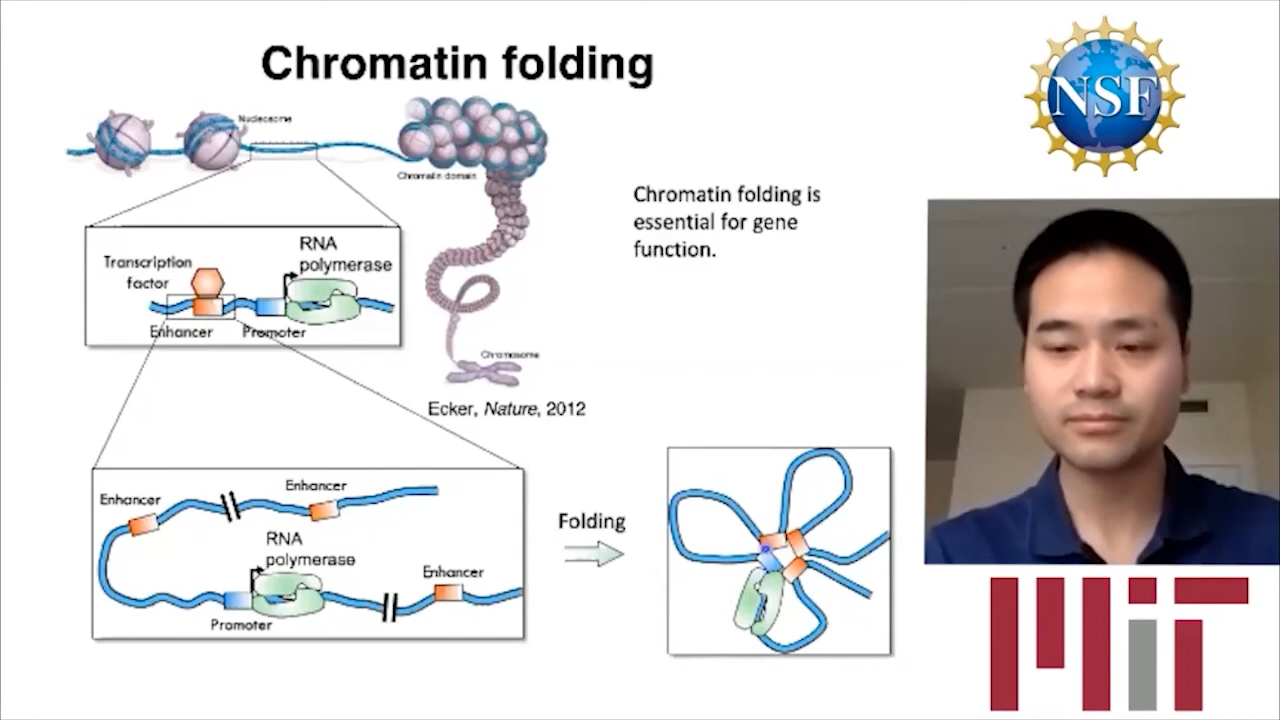 Chromatin folding
NSF
Nucleosome
Chromatin domain
Chromatin folding is
essential for gene
function.
RNA
polymerase
Transcription
factor
Enhancer
Promoter
Chromosome
Ecker, Nature, 2012
Enhancer
Enhancer
RNA
polymerase
Enhancer
Promoter
Folding
MIT